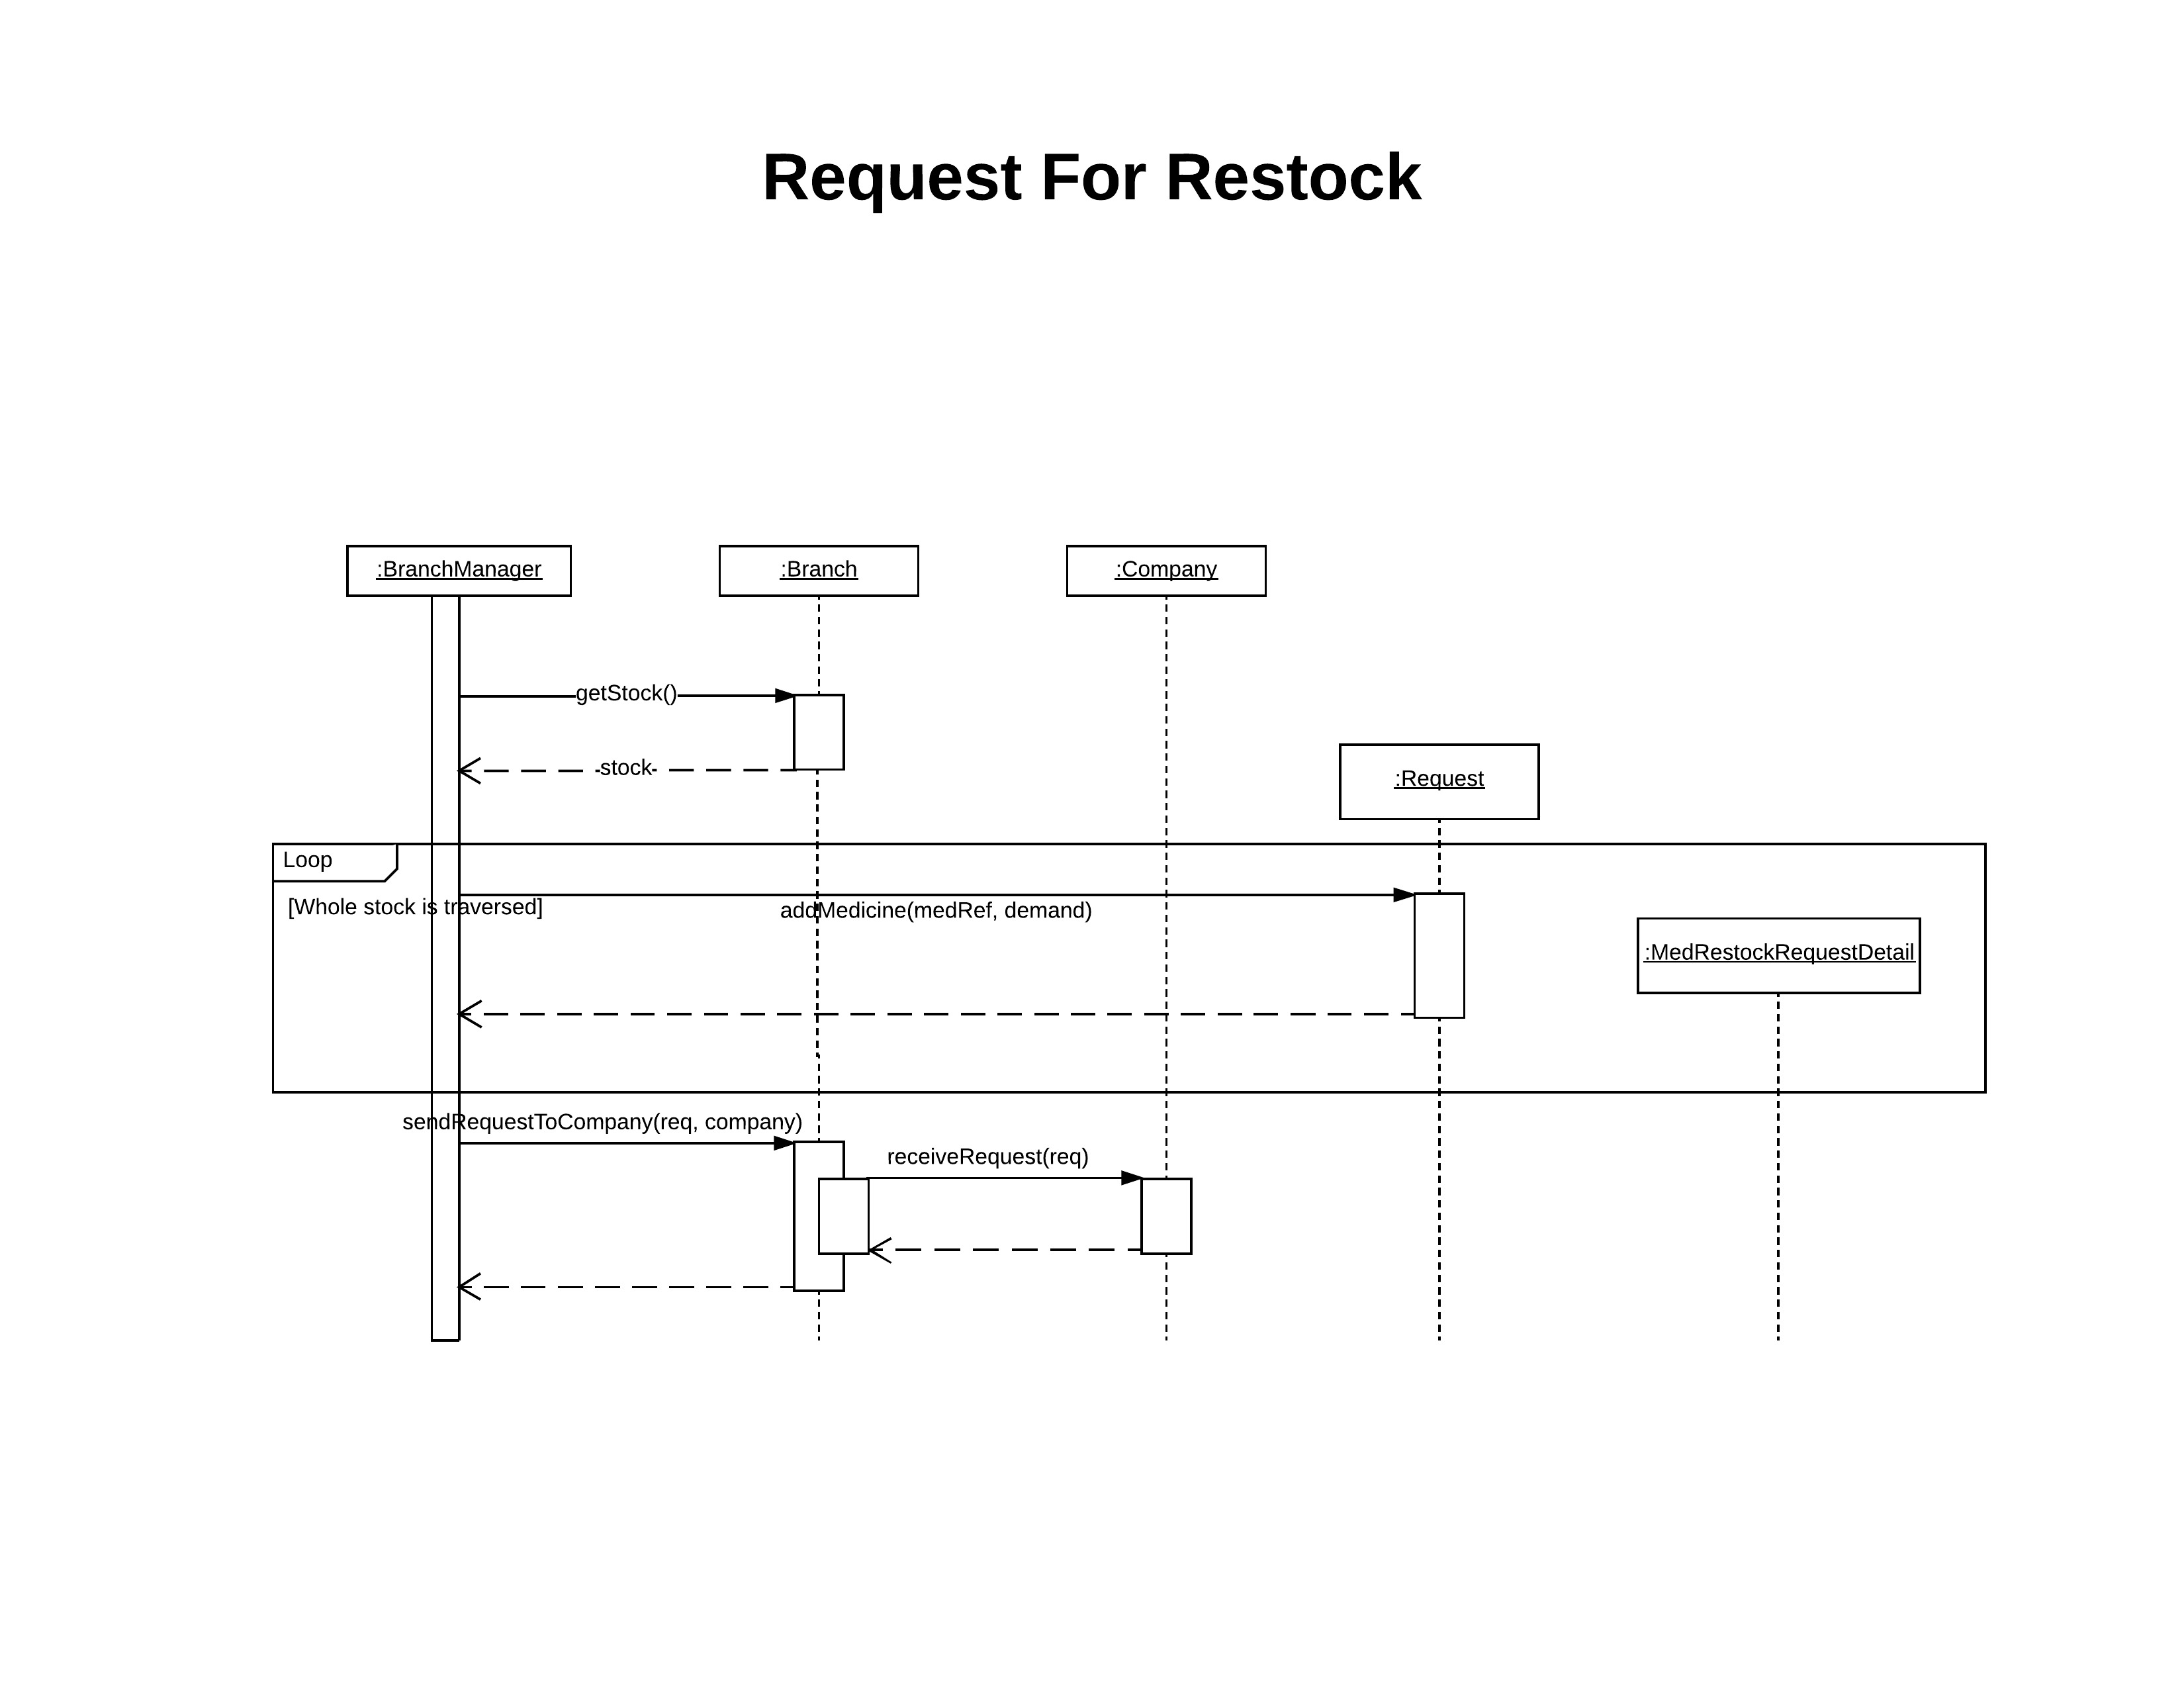 Request For Restock
:BranchManager
:Branch
:Company
getStock()
stock
:Request
Loop
[Whole stock is traversed]
addMedicine(medRef, demand)
:MedRestockRequestDetail
sendRequestToCompany(req, company)
receiveRequest(req)